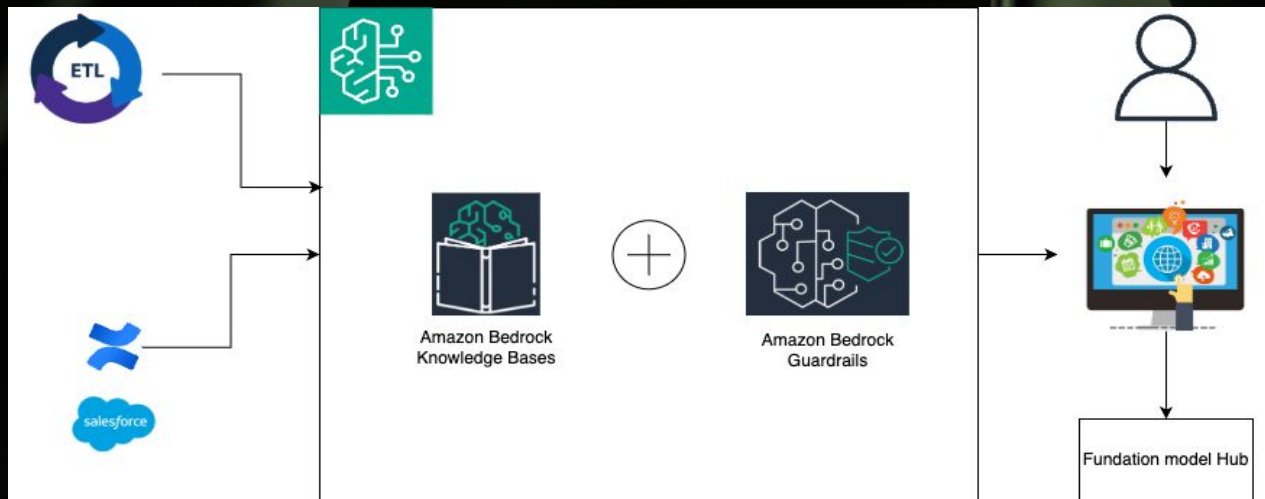 ETL
Amazon Bedrock
Knowledge Bases
Amazon Bedrock
Guardrails
salesforce
Fundation model Hub